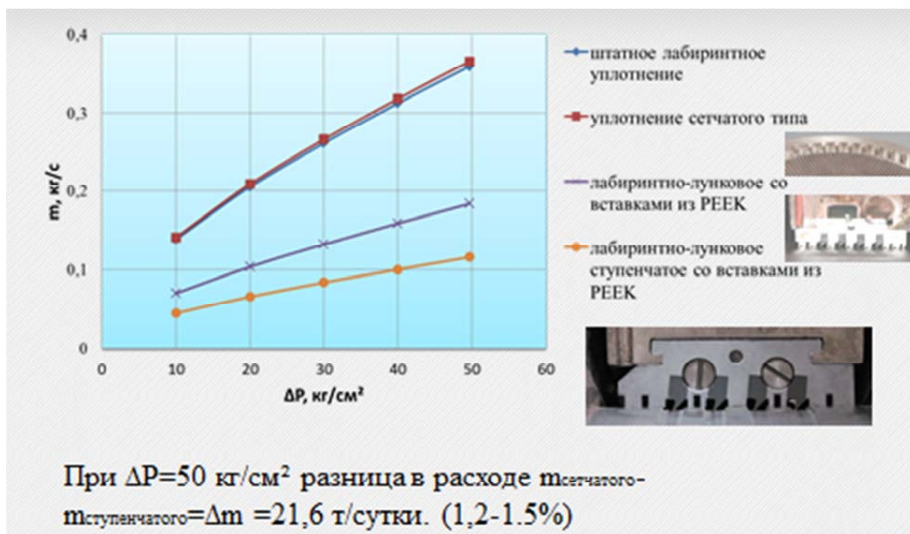 0,4
0,3
0,2
0,1
0
m, кг/с
0 10 20 30 40 50 60
ΔP, кг/см²
штатное лабиринтное
уплотнение
уплотнение сетчатого типа
лабиринтно-лунковое со
вставками из PEEK
лабиринтно-лунковое
ступенчатое со вставками из
PEEK
При ΔP=50 кг/см² разница в расходе mсетчатого-
mступенчатого=Δm =21,6 т/сутки. (1,2-1.5%)